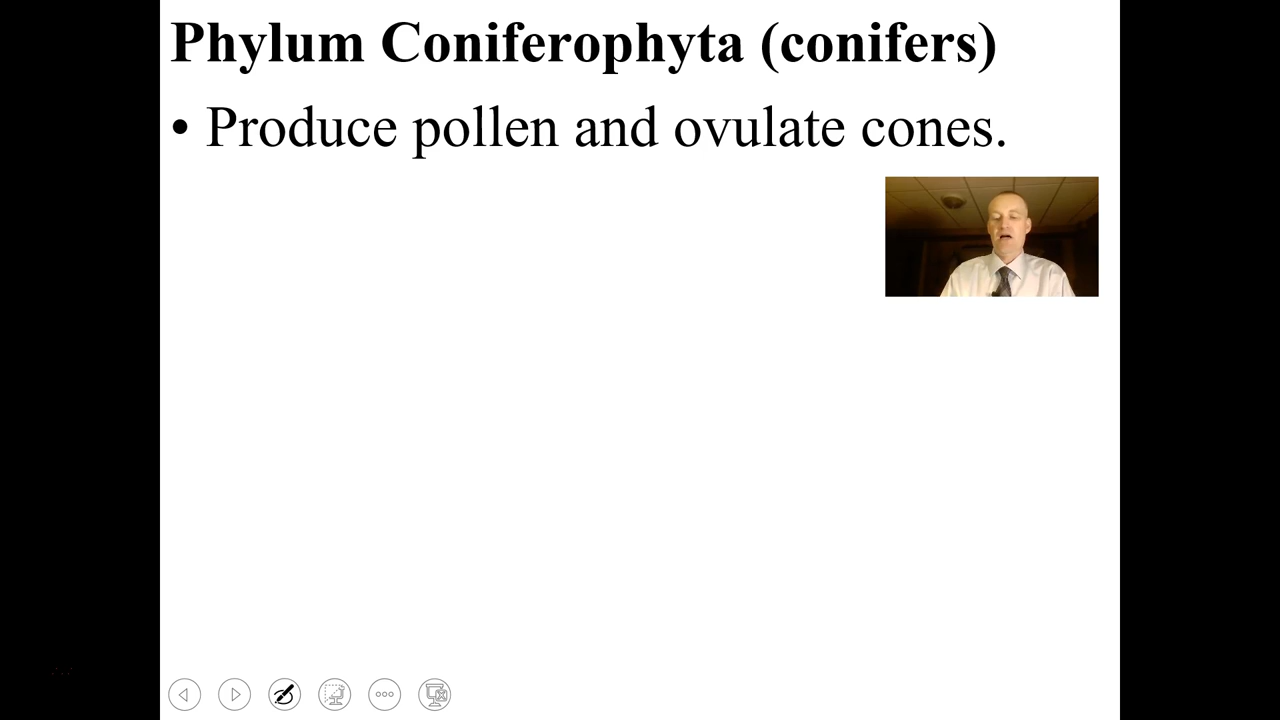 Phylum Coniferophyta (conifers)
• Produce pollen and ovulate cones.